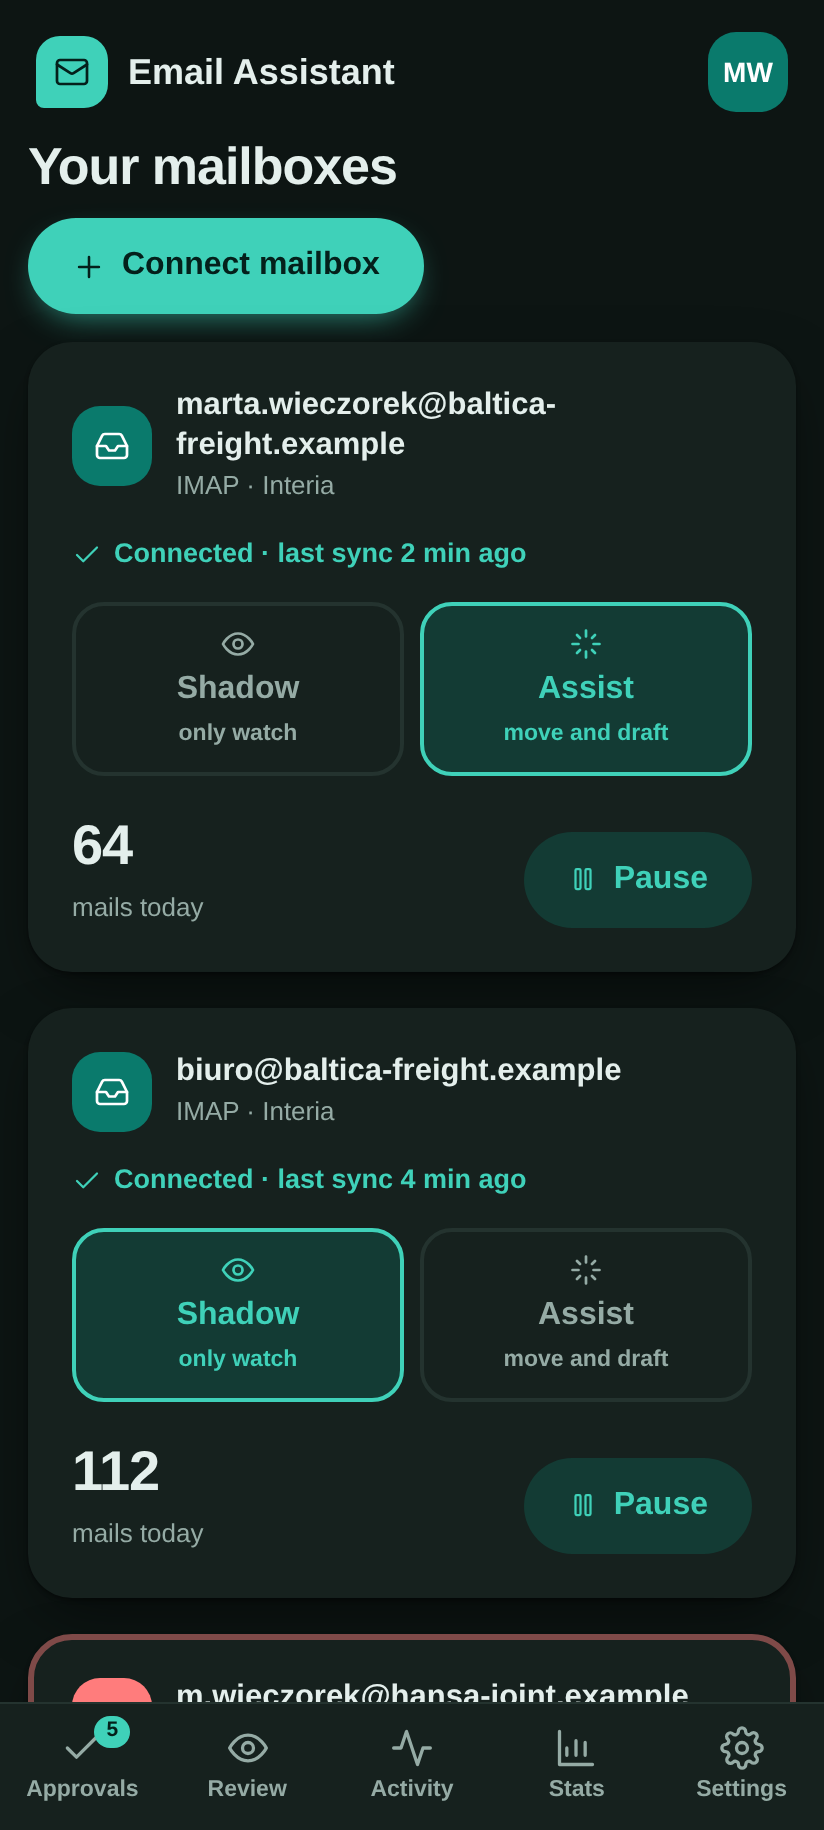 Email Assistant
MW
Your mailboxes
Connect mailbox
marta.wieczorek@baltica-
freight.example
IMAP · Interia
Connected · last sync 2 min ago
Shadow
only watch
Assist
move and draft
64
mails today
Pause
biuro@baltica-freight.example
IMAP · Interia
Connected · last sync 4 min ago
Shadow
only watch
Assist
move and draft
112
mails today
Pause
m.wieczorek@hansa-joint.example
5
Approvals
Review
Activity
Stats
Settings